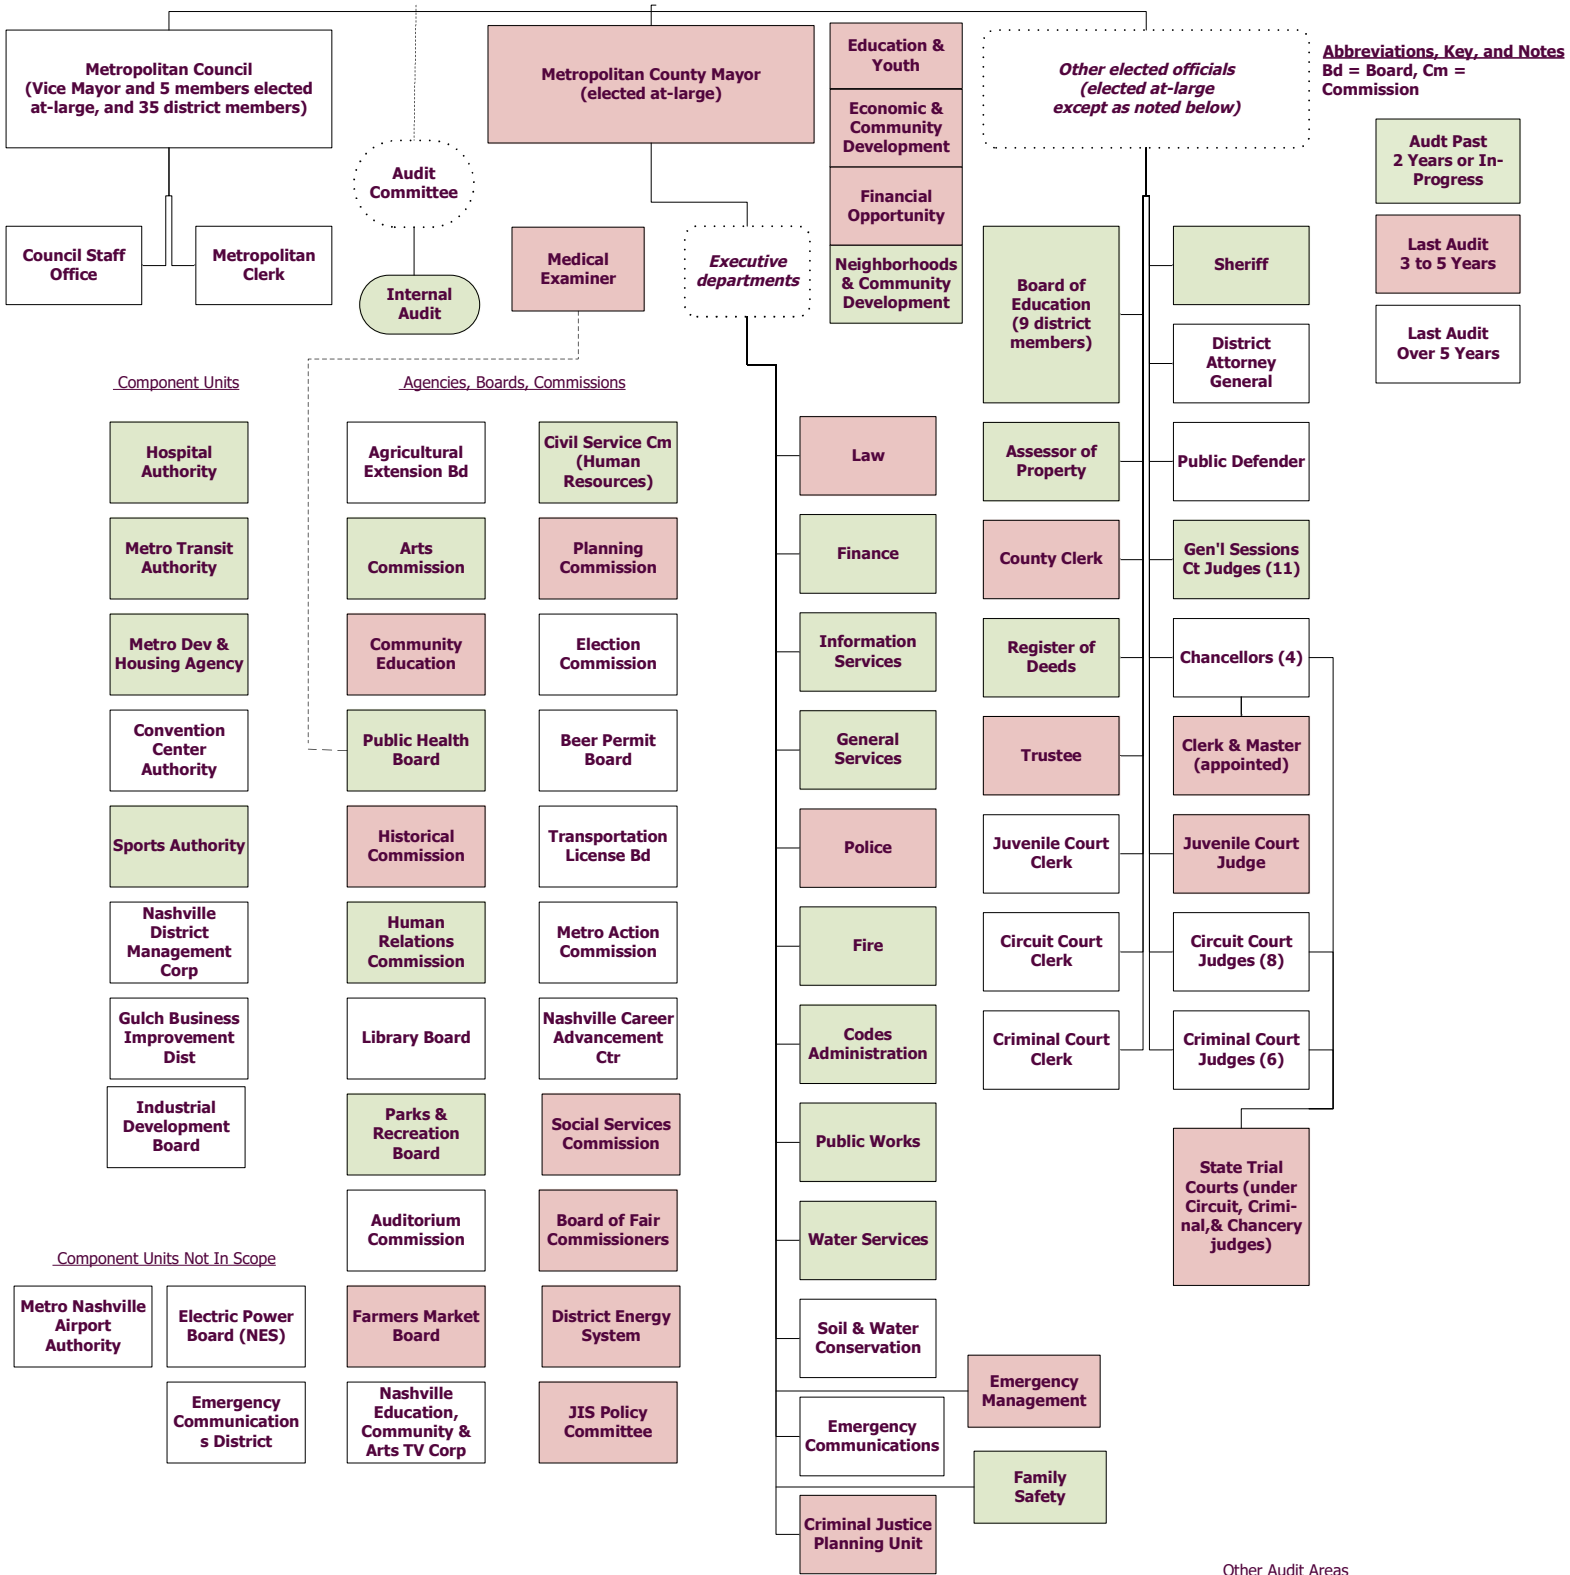 Metropolitan Council
(Vice Mayor and 5 members elected
at-large, and 35 district members)
Council Staff
Office
Metropolitan
Clerk
Audit
Committee
Internal
Audit
Metropolitan County Mayor
(elected at-large)
Medical
Examiner
Executive
departments
Education &
Youth
Economic &
Community
Development
Financial
Opportunity
Neighborhoods
& Community
Development
Other elected officials
(elected at-large
except as noted below)
Abbreviations, Key, and Notes
Bd = Board, Cm =
Commission
Audt Past
2 Years or In-
Progress
Last Audit
3 to 5 Years
Last Audit
Over 5 Years
Component Units
Hospital
Authority
Metro Transit
Authority
Metro Dev &
Housing Agency
Convention
Center
Authority
Sports Authority
Nashville
District
Management
Corp
Gulch Business
Improvement
Dist
Industrial
Development
Board
Component Units Not In Scope
Metro Nashville
Airport
Authority
Electric Power
Board (NES)
Emergency
Communication
s District
Agencies, Boards, Commissions
Agricultural
Extension Bd
Arts
Commission
Community
Education
Public Health
Board
Historical
Commission
Human
Relations
Commission
Library Board
Parks &
Recreation
Board
Auditorium
Commission
Farmers Market
Board
Nashville
Education,
Community &
Arts TV Corp
Civil Service Cm
(Human
Resources)
Planning
Commission
Election
Commission
Beer Permit
Board
Transportation
License Bd
Metro Action
Commission
Nashville Career
Advancement
Ctr
Social Services
Commission
Board of Fair
Commissioners
District Energy
System
JIS Policy
Committee
Law
Finance
Information
Services
General
Services
Police
Fire
Codes
Administration
Public Works
Water Services
Soil & Water
Conservation
Emergency
Management
Emergency
Communications
Family
Safety
Criminal Justice
Planning Unit
Board of
Education
(9 district
members)
Assessor of
Property
County Clerk
Register of
Deeds
Trustee
Juvenile Court
Clerk
Circuit Court
Clerk
Criminal Court
Clerk
Sheriff
District
Attorney
General
Public Defender
Gen'l Sessions
Ct Judges (11)
Chancellors (4)
Clerk & Master
(appointed)
Juvenile Court
Judge
Circuit Court
Judges (8)
Criminal Court
Judges (6)
State Trial
Courts (under
Circuit, Crimi-
nal,& Chancery
judges)
Other Audit Areas